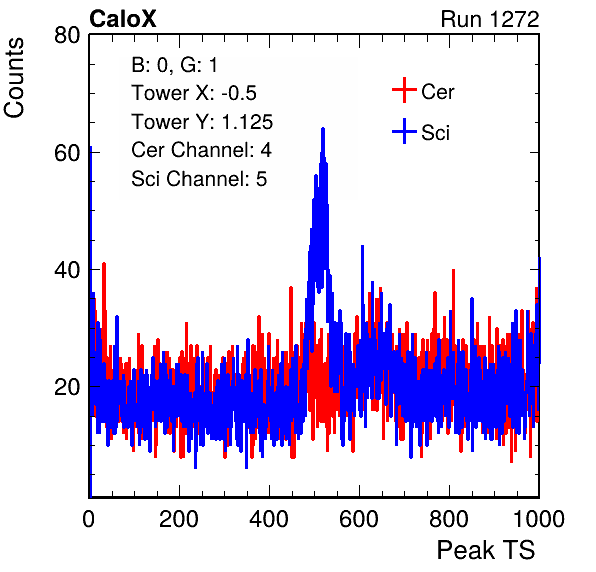 CaloX Run 1272
Counts
80
60
40
20
B: 0, G: 1
Tower X: -0.5
Tower Y: 1.125
Cer Channel: 4
Sci Channel: 5
Cer
Sci
0 200 400 600 800 1000
Peak TS